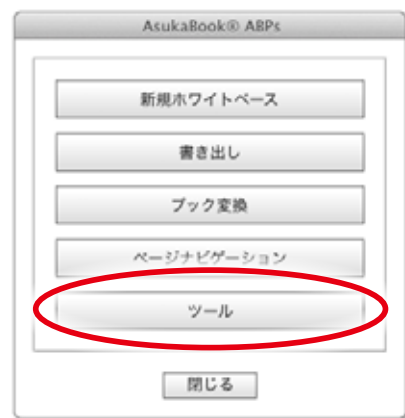 AsukaBook® ABPs
新規ホワイトベース
書き出し
ブック変換
ページナビゲーション
ツール
閉じる